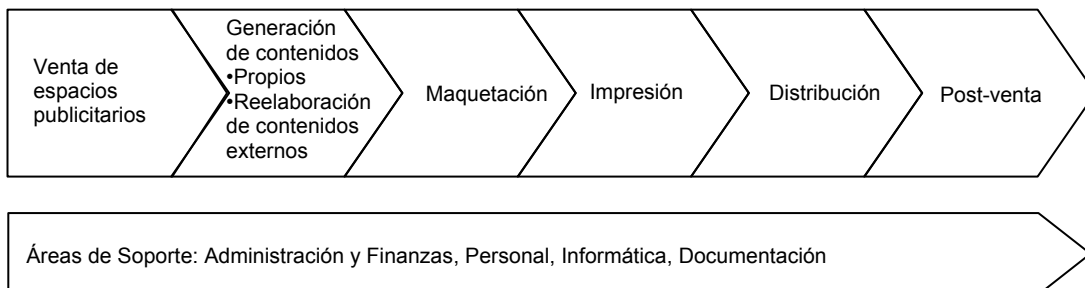 Venta de
espacios
publicitarios
Generación
de contenidos
•Propios
•Reelaboración
de contenidos
externos
Maquetación
Impresión
Distribución
Post-venta
Áreas de Soporte: Administración y Finanzas, Personal, Informática, Documentación